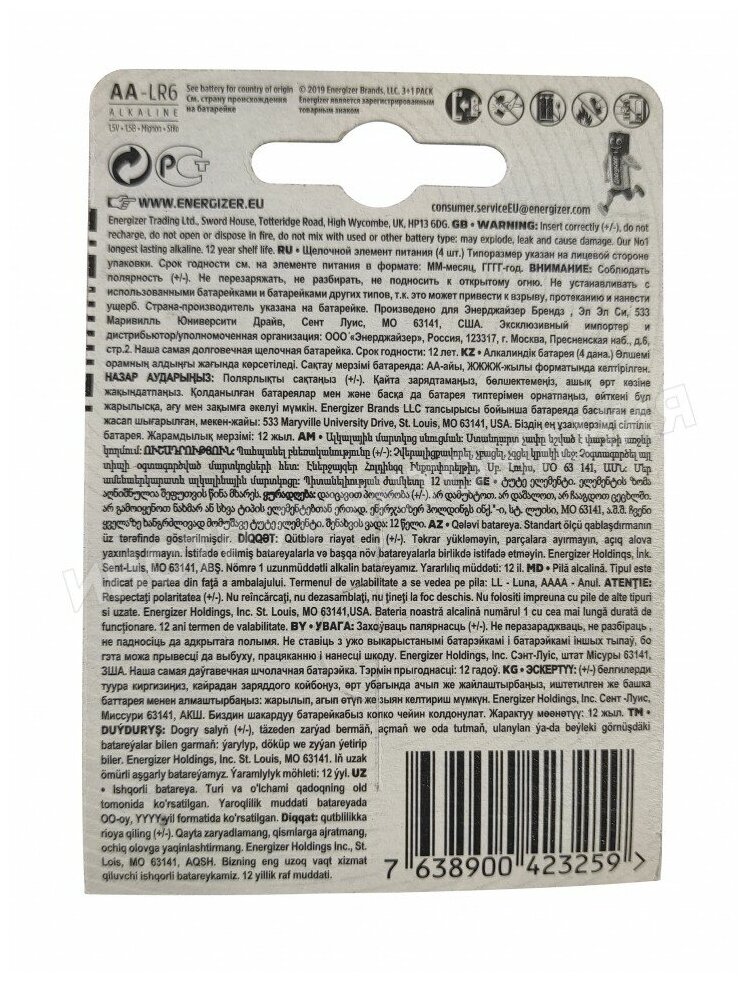 AA-LR6
ALKALINE
1,5V • 1,5B • Mignon • Stilo
See battery for country of origin
См. страну происхождения
на батарейке
© 2019 Energizer Brands, LLC. 3+1 PACK
Energizer является зарегистрированным
товарным знаком
WWW.ENERGIZER.EU
consumer.serviceEU@energizer.com
Energizer Trading Ltd., Sword House, Totteridge Road, High Wycombe, UK, HP13 6DG. GB • WARNING: Insert correctly (+/-), do not
recharge, do not open or dispose in fire, do not mix with used or other battery type: may explode, leak and cause damage. Our No1
longest lasting alkaline. 12 year shelf life. RU • Щелочной элемент питания (4 шт.) Типоразмер указан на лицевой стороне
упаковки. Срок годности см. на элементе питания в формате: ММ-месяц, ГГГГ-год. ВНИМАНИЕ: Соблюдать
полярность (+/-). Не перезаряжать, не разбирать, не подносить к открытому огню. Не устанавливать с
использованными батарейками и батарейками других типов, т.к. это может привести к взрыву, протеканию и нанести
ущерб. Страна-производитель указана на батарейке. Произведено для Энерджайзер Брендз , Эл Эл Си, 533
Маривилль Юниверсити Драйв, Сент Луис, МО 63141, США. Эксклюзивный импортер и
дистрибьютор/уполномоченная организация: ООО «Энерджайзер», Россия, 123317, г. Москва, Пресненская наб., д.6,
стр.2. Наша самая долговечная щелочная батарейка. Срок годности: 12 лет. KZ • Алкалиндік батарея (4 дана.) Өлшемі
орамның алдыңғы жағында көрсетіледі. Сақтау мерзімі батареяда: АА-айы, ЖЖЖЖ-жылы форматында келтірілген.
НАЗАР АУДАРЫҢЫЗ: Полярлықты сақтаңыз (+/-). Қайта зарядтамаңыз, бөлшектемеңіз, ашық өрт көзіне
жақындатпаңыз. Қолданылған батареялар мен және басқа да батарея типтерімен орнатпаңыз, өйткені бұл
жарылысқа, ағу мен зақымға әкелуі мүмкін. Energizer Brands LLC тапсырысы бойынша батареяда басылған елде
жасап шығарылған, мекен-жайы: 533 Maryville University Drive, St. Louis, MO 63141, USA. Біздің ең ұзақмерзімді сілтілік
батарея. Жарамдылық мерзімі: 12 жыл. AM •
GE •
MO 63141,
AZ • Qələvi batareya. Standart ölçü qablaşdırmanın
üz tərəfində göstərilmişdir. DİQQƏT: Qütblərə riayət edin (+/-). Təkrar yükləməyin, parçalara ayırmayın, açıq alova
yaxınlaşdırmayın. İstifadə edilmiş batareyalarla və başqa növ batareyalarla birlikdə istifadə etməyin. Energizer Holdings, Ink.
Sent-Luis, MO 63141, ABŞ. Nömrə 1 uzunmüddətli alkalin batareyamız. Yararlılıq müddəti: 12 il. MD • Pilă alcalină. Tipul este
indicat pe partea din față a ambalajului. Termenul de valabilitate a se vedea pe pila: LL - Luna, AAAA - Anul. ATENȚIE:
Respectați polaritatea (+/-). Nu reîncărcați, nu dezasamblați, nu țineți la foc deschis. Nu folosiți impreuna cu pile de alte tipuri
si uzate. Energizer Holdings, Inc. St. Louis, MO 63141,USA. Bateria noastră alcalină numărul 1 cu cea mai lungă durată de
funcționare. 12 ani termen de valabilitate. BY • УВАГА: Захоўваць палярнасць (+/-). Не перазараджваць, не разбіраць ,
не падносіць да адкрытага полымя. Не ставіць з ужо выкарыстанымі батарэйкамі і батарэйкамі іншых тыпаў, бо
гэта можа прывесці да выбуху, працяканню і нанесці шкоду. Energizer Holdings, Inc. Сэнт-Луіс, штат Місуры 63141,
ЗША. Наша самая даўгавечная шчолачная батарэйка. Тэрмін прыгоднасці: 12 гадоў. KG • ЭСКЕРТҮҮ: (+/-) белгилерди
туура киргизиңиз, кайрадан заряддого койбоңуз, өрт убагында ачып же жайлаштырбаңыз, иштетилген же башка
баттарея менен алмаштырбаңыз: жарылып, агып өтүп же зыян келтириш мүмкүн. Energizer Holdings, Inc. Сент -Луис,
Миссури 63141, АКШ. Биздин шакардуу батарейкабыз копко чейин колдонулат. Жарактуу мөөнөтүү: 12 жыл. TM •
DUÝDURYŞ: Dogry salyň (+/-), täzeden zarýad bermäň, açmaň we oda tutmaň, ulanylan ýa-da beýleki görnüşdäki
batareýalar bilen garmaň: ýarylyp, döküp we zyýan ýetirip
biler. Energizer Holdings, Inc. St. Louis, MO 63141. Iň uzak
ömürli aşgarly batareýamyz. Ýaramlylyk möhleti: 12 ýyl. UZ
• Ishqorli batareya. Turi va o'lchami qadoqning old
tomonida ko'rsatilgan. Yaroqlilik muddati batareyada
OO-oy, YYYY-yil formatida ko'rsatilgan. Diqqat: qutblilikka
rioya qiling (+/-). Qayta zaryadlamang, qismlarga ajratmang,
ochiq olovga yaqinlashtirmang. Energizer Holdings Inc., St.
Lois, MO 63141, AQSH. Bizning eng uzoq vaqt xizmat
qiluvchi ishqorli batareykamiz. 12 yillik raf muddati.
7 638900 423259